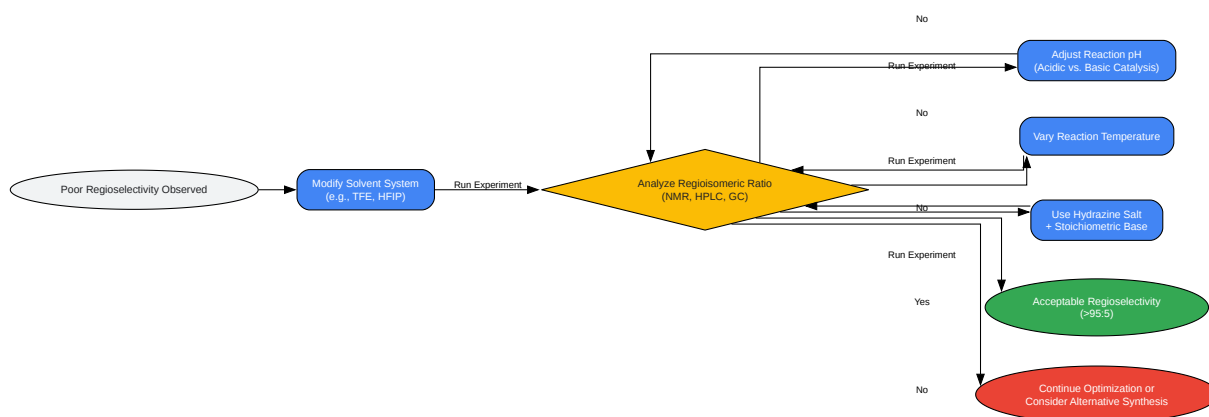 Poor Regioselectivity Observed
Modify Solvent System
(e.g., TFE, HFIP)
Run Experiment
Analyze Regioisomeric Ratio
(NMR, HPLC, GC)
No
Adjust Reaction pH
(Acidic vs. Basic Catalysis)
Run Experiment
No
Vary Reaction Temperature
Run Experiment
No
Use Hydrazine Salt
+ Stoichiometric Base
Run Experiment
Yes
Acceptable Regioselectivity
(>95:5)
No
Continue Optimization or
Consider Alternative Synthesis